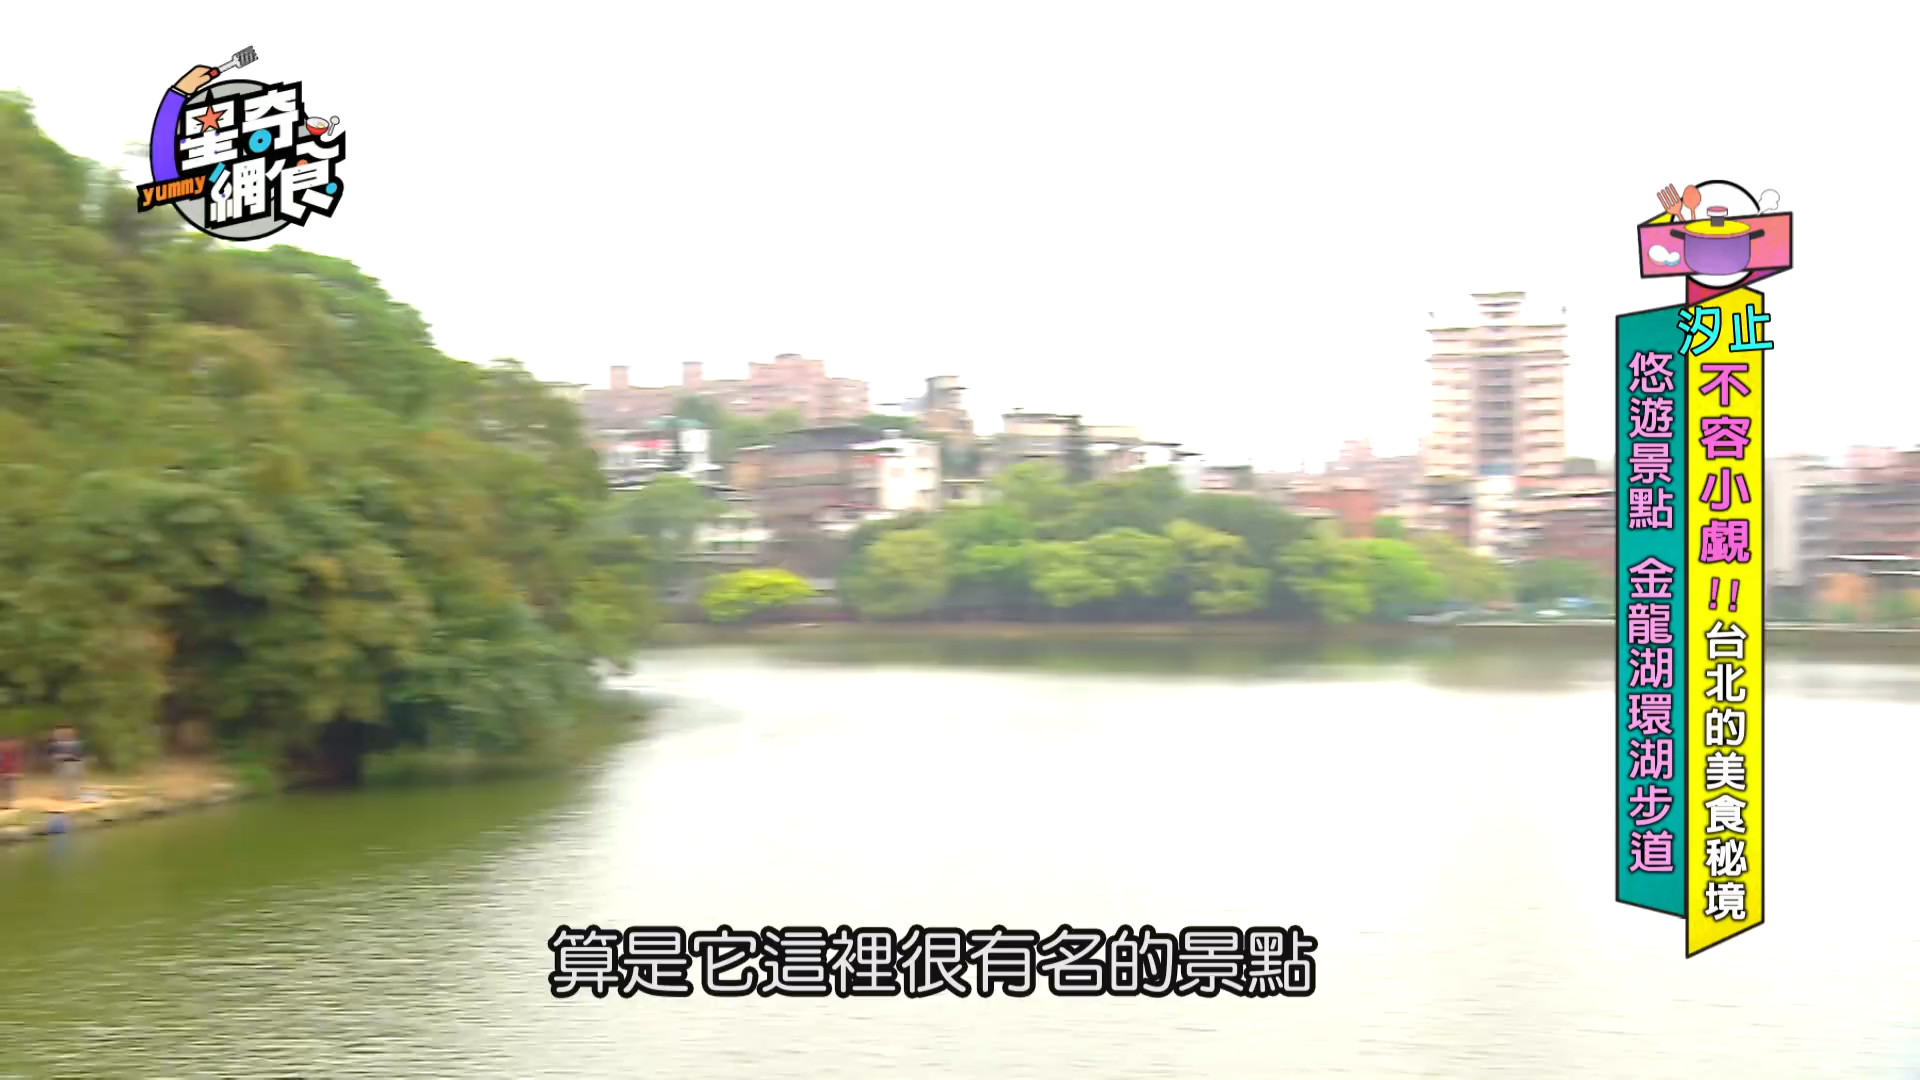 星奇
網食
yummy
汐止
不容小覷!!台北的美食秘境
悠遊景點 金龍湖環湖步道
算是它這裡很有名的景點